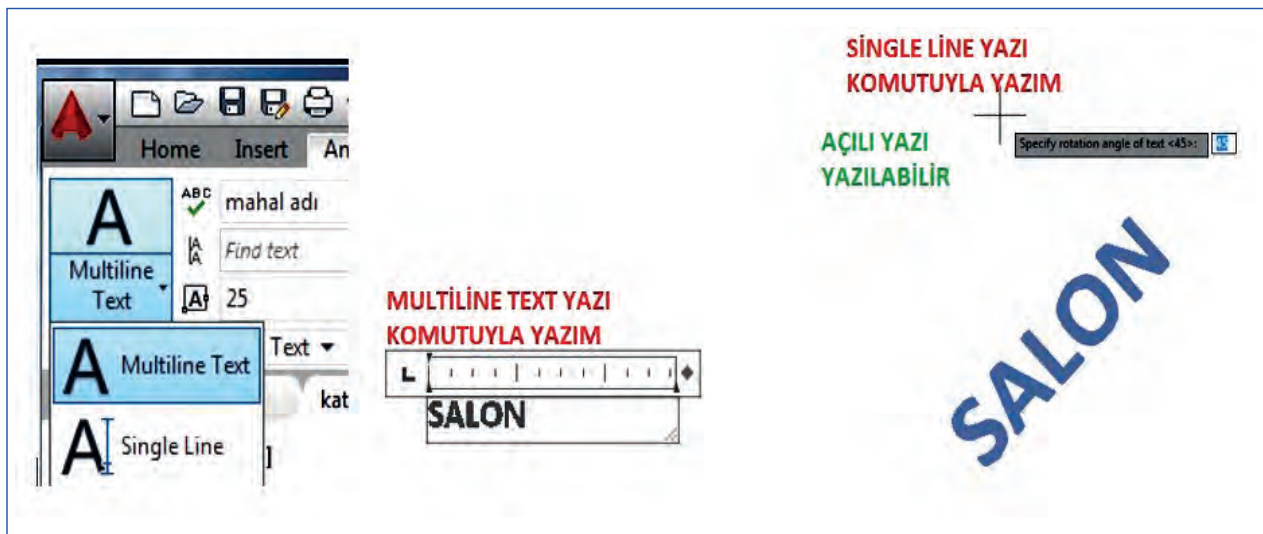 Home Insert An
Multiline
Text
ABC
mahal adı
A
A
Find text
A
25
Text
A Multiline Text
kat
A Single Line
]
MULTİLİNE TEXT YAZI
KOMUTUYLA YAZIM
SALON
SİNGLE LİNE YAZI
KOMUTUYLA YAZIM
AÇILI YAZI
YAZILABİLİR
Specify rotation angle of text <45>: 45
SALON